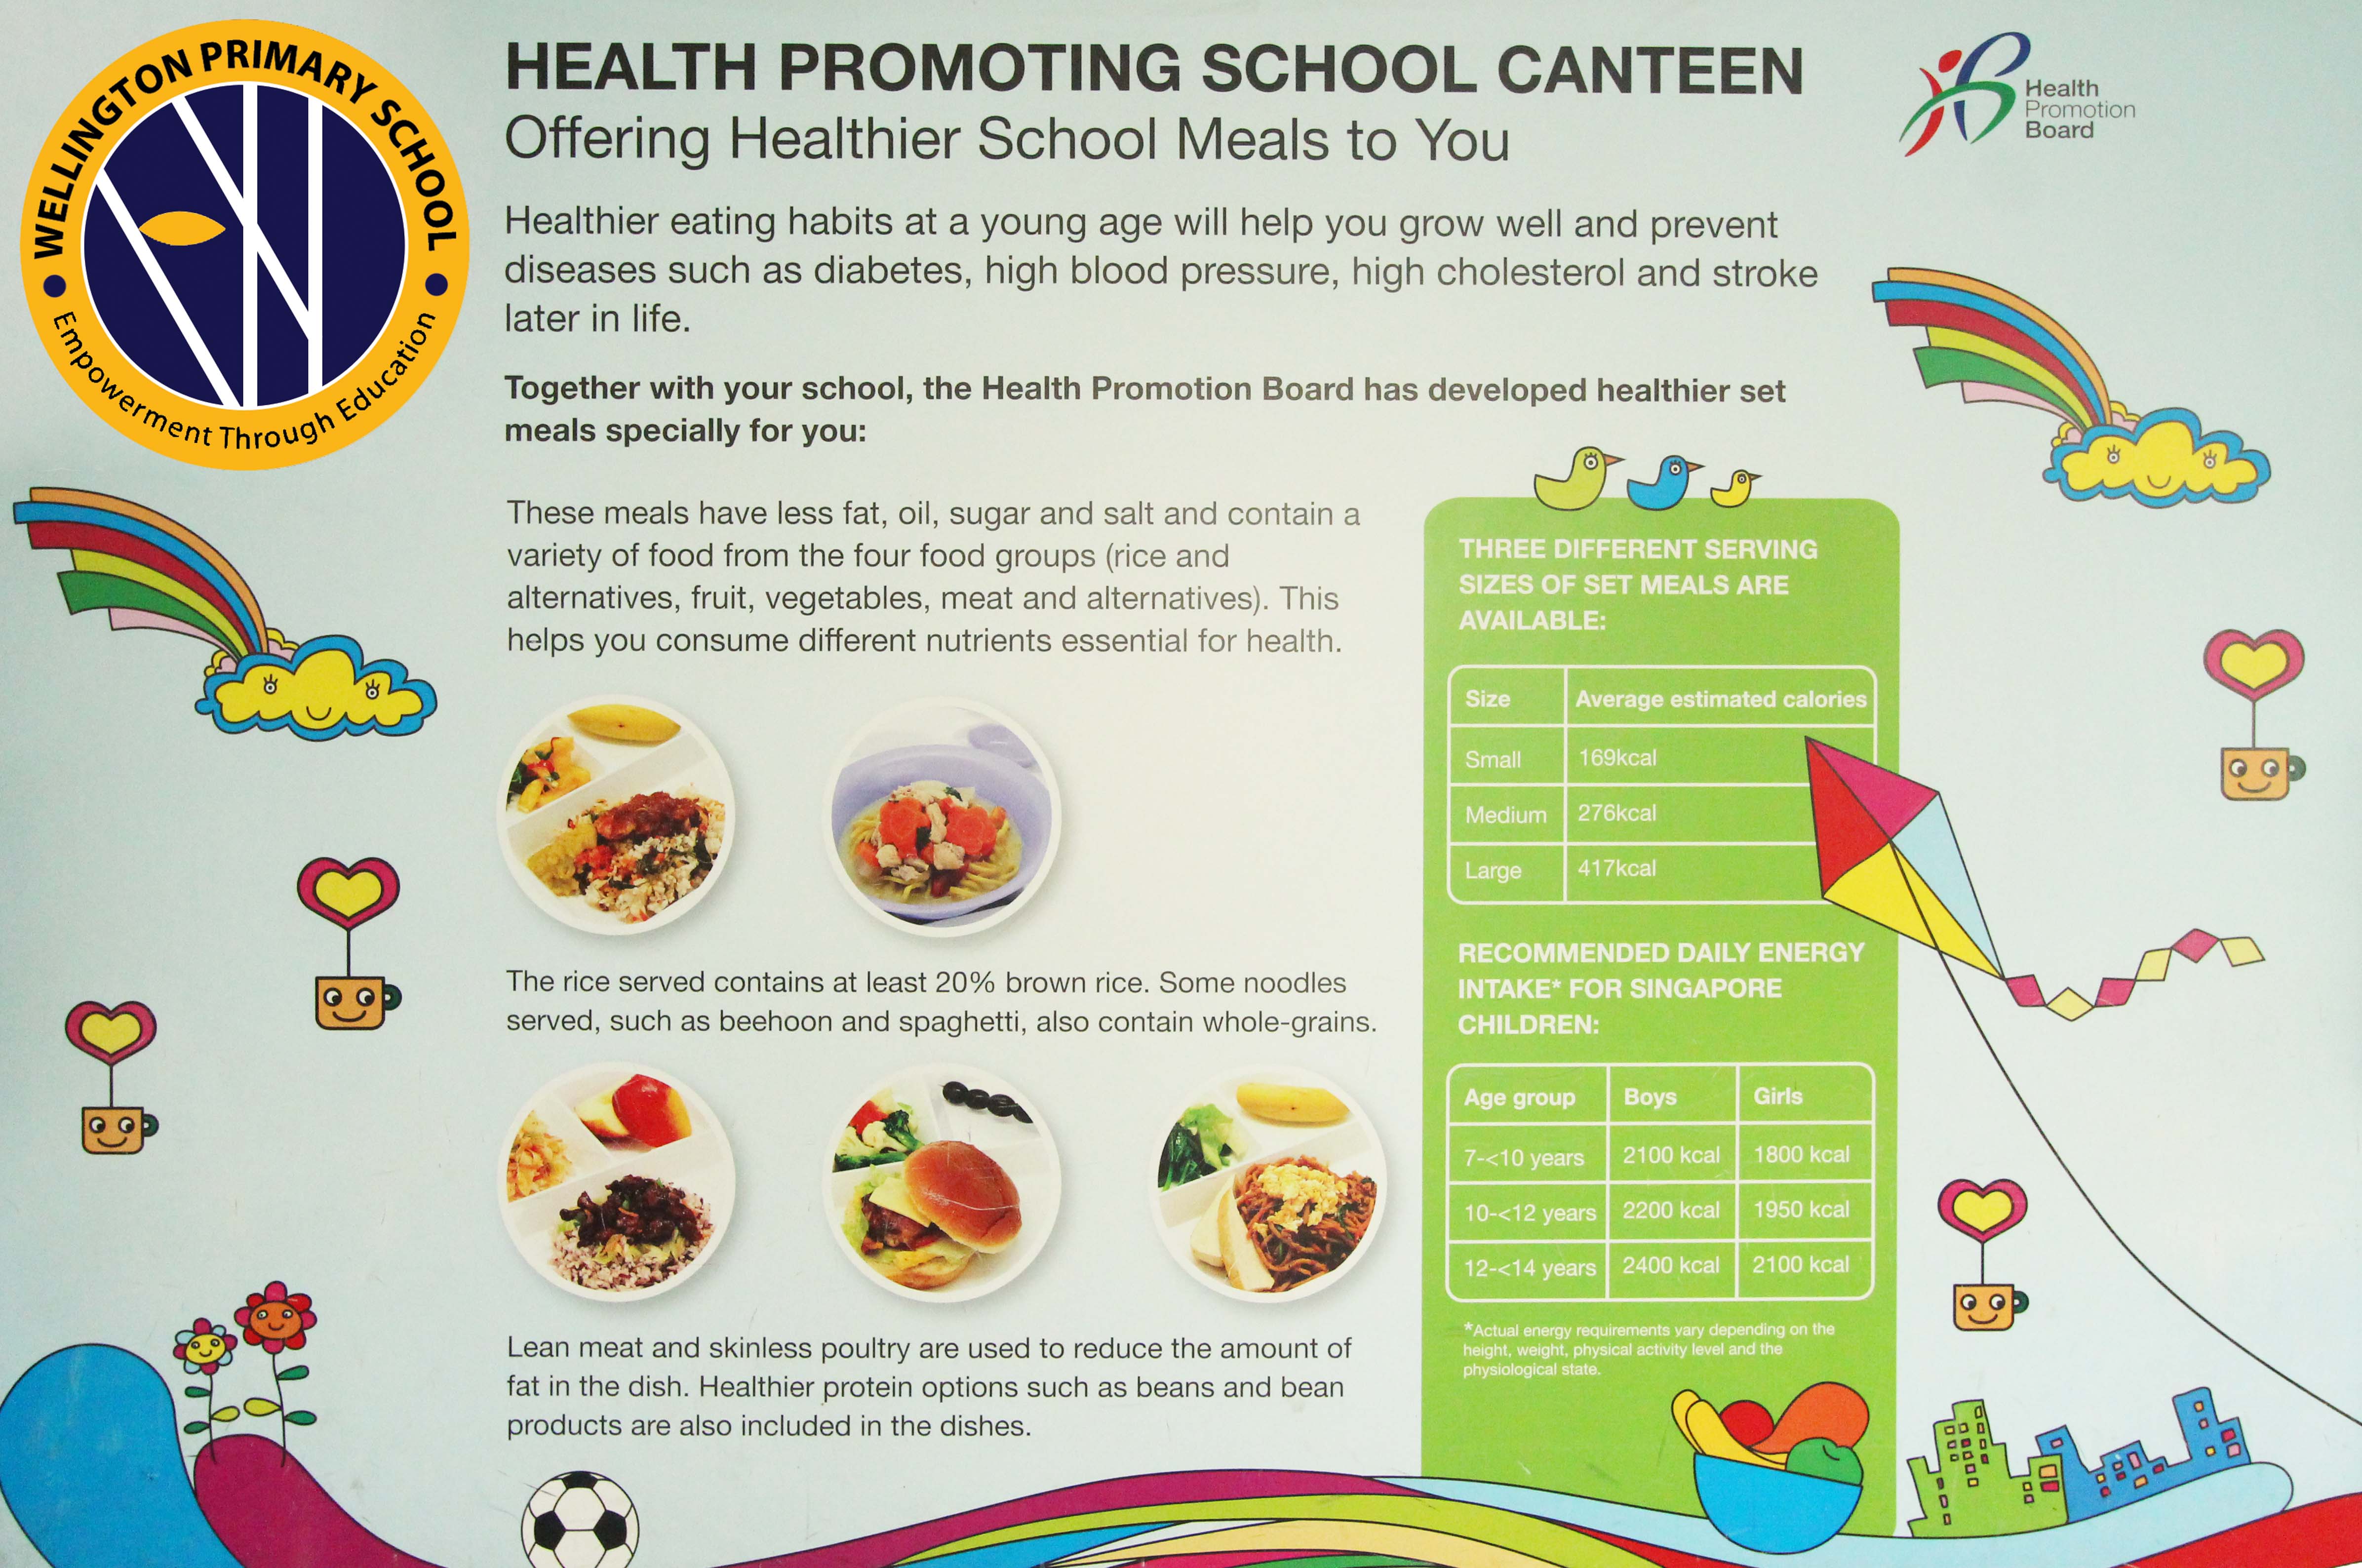 WELLINGTON PRIMARY SCHOOL
Empowerment Through Education
HEALTH PROMOTING SCHOOL CANTEEN
Offering Healthier School Meals to You
Health
Promotion
Board
Healthier eating habits at a young age will help you grow well and prevent
diseases such as diabetes, high blood pressure, high cholesterol and stroke
later in life.
Together with your school, the Health Promotion Board has developed healthier set
meals specially for you:
These meals have less fat, oil, sugar and salt and contain a
variety of food from the four food groups (rice and
alternatives, fruit, vegetables, meat and alternatives). This
helps you consume different nutrients essential for health.
The rice served contains at least 20% brown rice. Some noodles
served, such as beehoon and spaghetti, also contain whole-grains.
Lean meat and skinless poultry are used to reduce the amount of
fat in the dish. Healthier protein options such as beans and bean
products are also included in the dishes.
THREE DIFFERENT SERVING
SIZES OF SET MEALS ARE
AVAILABLE:
Size Average estimated calories
Small 169kcal
Medium 276kcal
Large 417kcal
RECOMMENDED DAILY ENERGY
INTAKE* FOR SINGAPORE
CHILDREN:
Age group Boys Girls
7-<10 years 2100 kcal 1800 kcal
10-<12 years 2200 kcal 1950 kcal
12-<14 years 2400 kcal 2100 kcal
*Actual energy requirements vary depending on the
height, weight, physical activity level and the
physiological state.